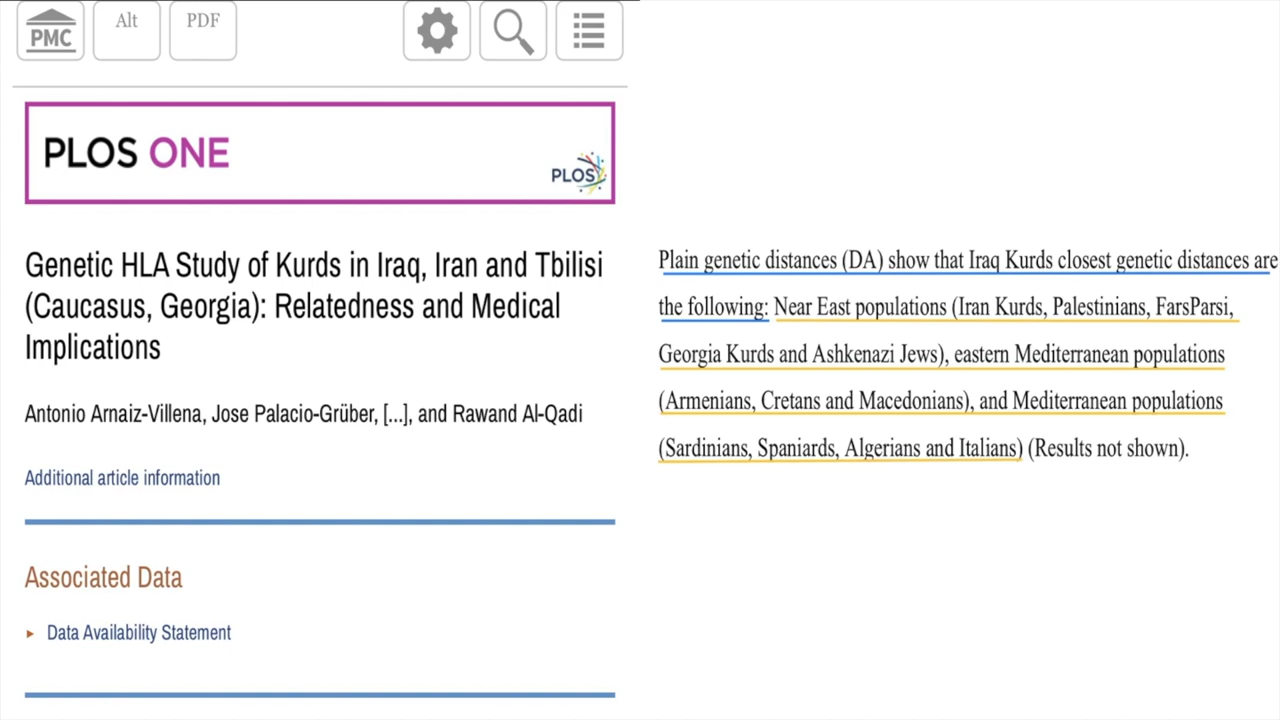 PMC
Alt
PDF
PLOS ONE
PLOS
Genetic HLA Study of Kurds in Iraq, Iran and Tbilisi
(Caucasus, Georgia): Relatedness and Medical
Implications
Antonio Arnaiz-Villena, Jose Palacio-Grüber, [...], and Rawand Al-Qadi
Additional article information
Associated Data
▸ Data Availability Statement
Plain genetic distances (DA) show that Iraq Kurds closest genetic distances are
the following: Near East populations (Iran Kurds, Palestinians, FarsParsi,
Georgia Kurds and Ashkenazi Jews), eastern Mediterranean populations
(Armenians, Cretans and Macedonians), and Mediterranean populations
(Sardinians, Spaniards, Algerians and Italians) (Results not shown).